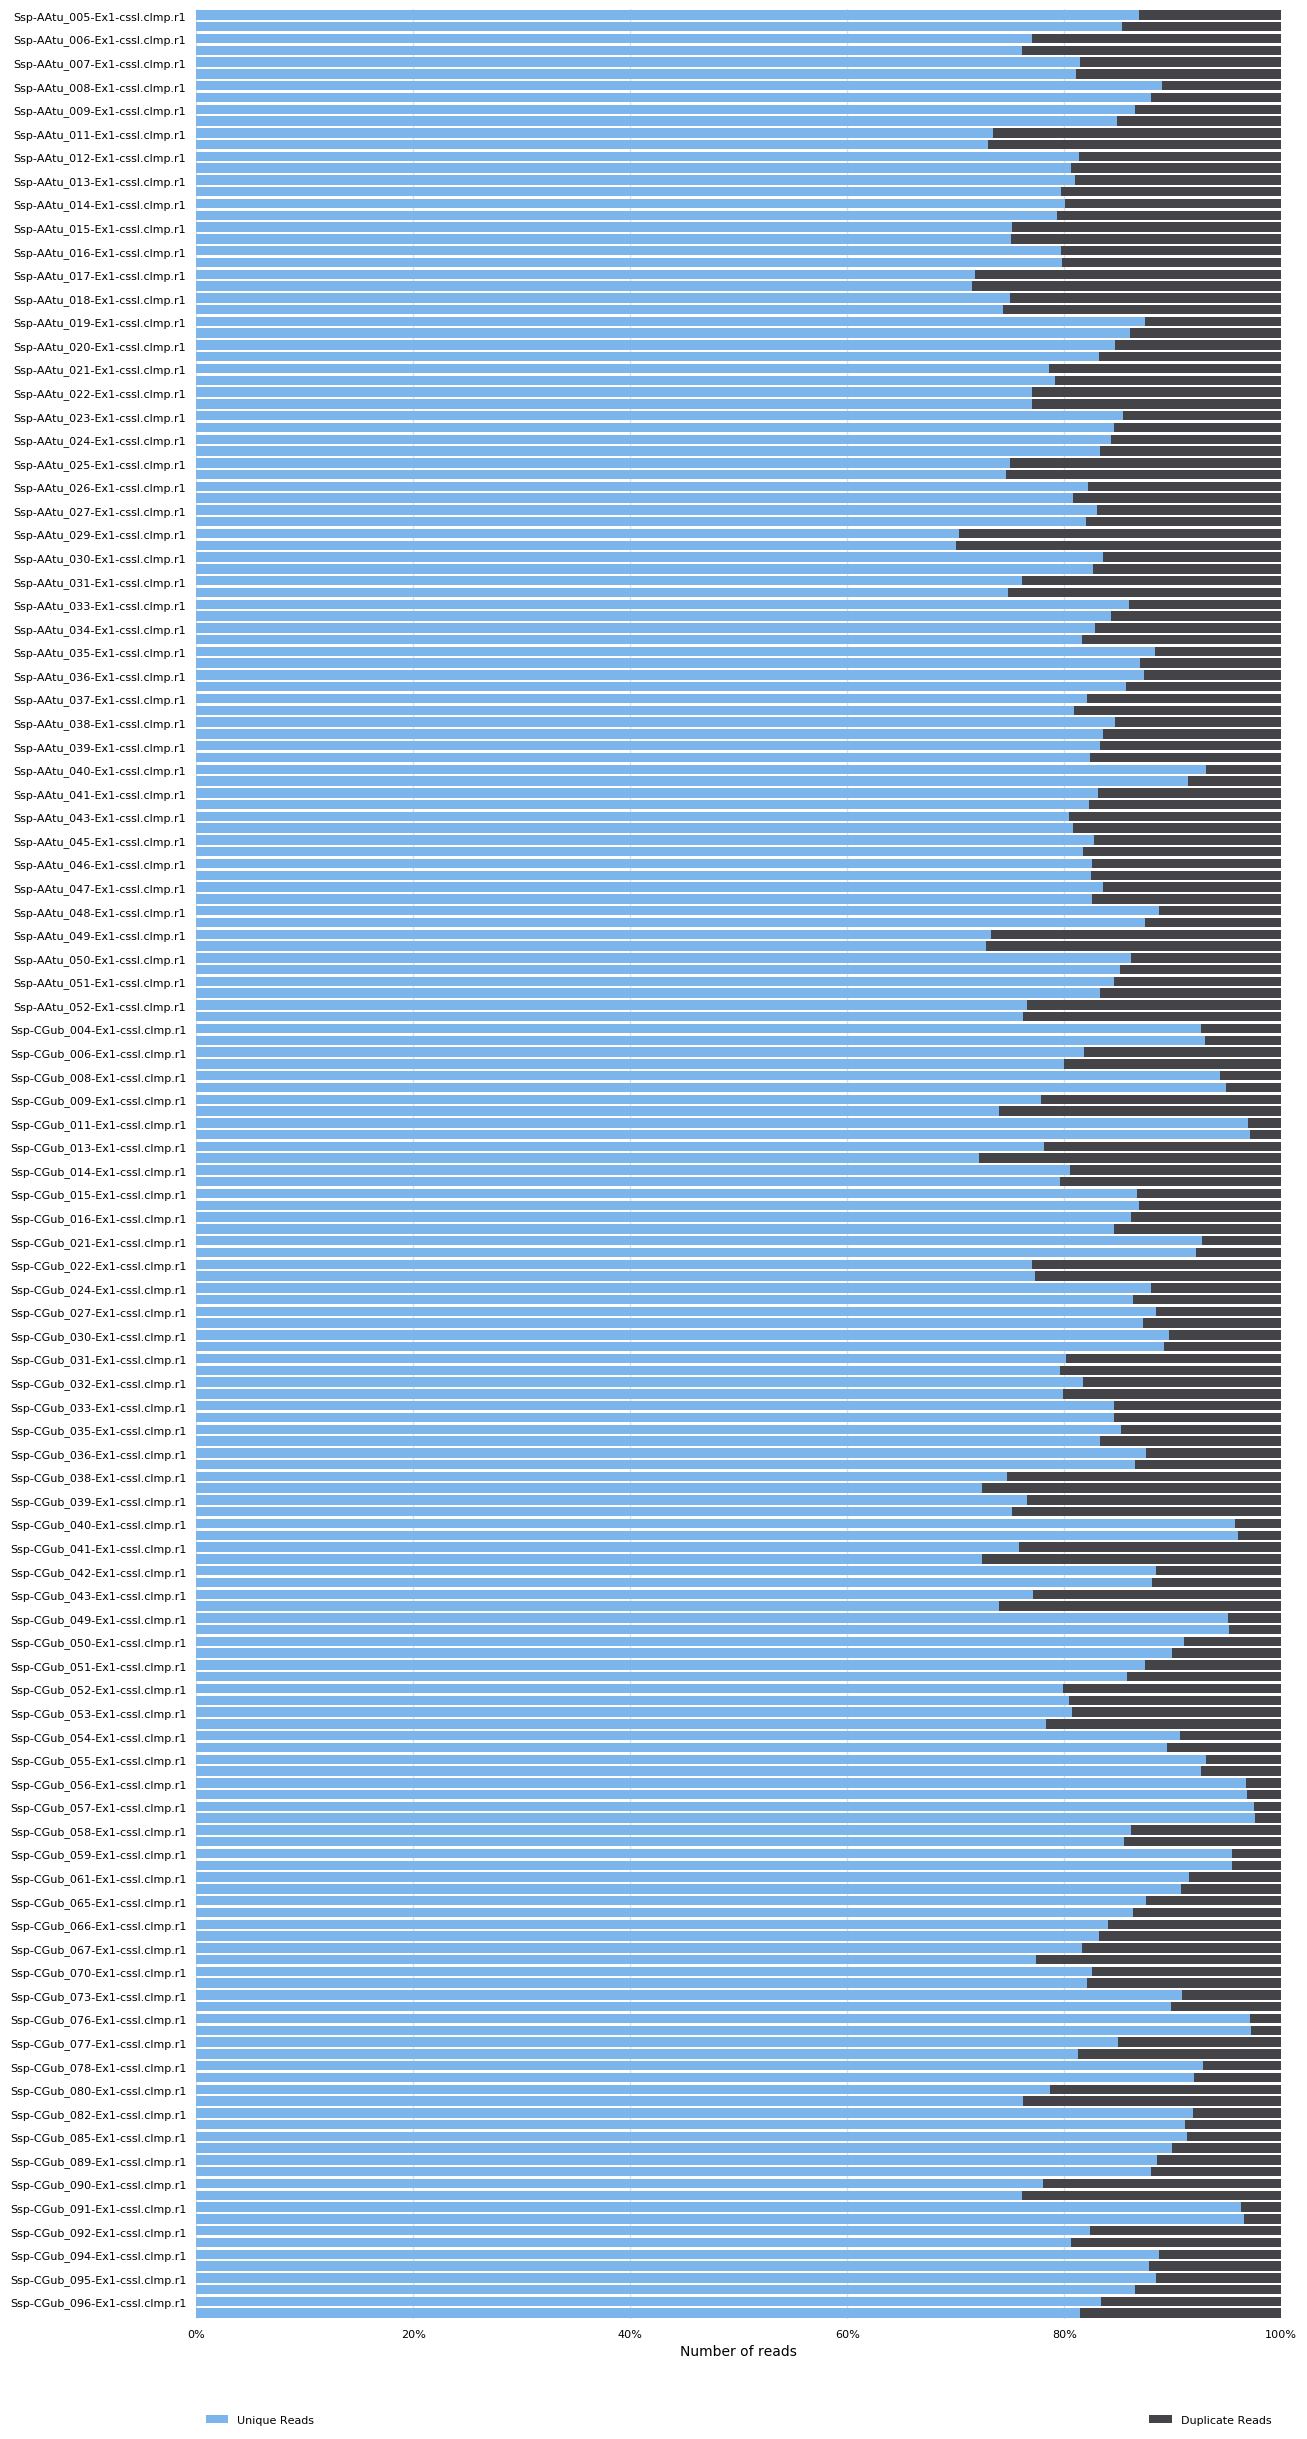 Ssp-AAtu_005-Ex1-cssl.clmp.r1
Ssp-AAtu_006-Ex1-cssl.clmp.r1
Ssp-AAtu_007-Ex1-cssl.clmp.r1
Ssp-AAtu_008-Ex1-cssl.clmp.r1
Ssp-AAtu_009-Ex1-cssl.clmp.r1
Ssp-AAtu_011-Ex1-cssl.clmp.r1
Ssp-AAtu_012-Ex1-cssl.clmp.r1
Ssp-AAtu_013-Ex1-cssl.clmp.r1
Ssp-AAtu_014-Ex1-cssl.clmp.r1
Ssp-AAtu_015-Ex1-cssl.clmp.r1
Ssp-AAtu_016-Ex1-cssl.clmp.r1
Ssp-AAtu_017-Ex1-cssl.clmp.r1
Ssp-AAtu_018-Ex1-cssl.clmp.r1
Ssp-AAtu_019-Ex1-cssl.clmp.r1
Ssp-AAtu_020-Ex1-cssl.clmp.r1
Ssp-AAtu_021-Ex1-cssl.clmp.r1
Ssp-AAtu_022-Ex1-cssl.clmp.r1
Ssp-AAtu_023-Ex1-cssl.clmp.r1
Ssp-AAtu_024-Ex1-cssl.clmp.r1
Ssp-AAtu_025-Ex1-cssl.clmp.r1
Ssp-AAtu_026-Ex1-cssl.clmp.r1
Ssp-AAtu_027-Ex1-cssl.clmp.r1
Ssp-AAtu_029-Ex1-cssl.clmp.r1
Ssp-AAtu_030-Ex1-cssl.clmp.r1
Ssp-AAtu_031-Ex1-cssl.clmp.r1
Ssp-AAtu_033-Ex1-cssl.clmp.r1
Ssp-AAtu_034-Ex1-cssl.clmp.r1
Ssp-AAtu_035-Ex1-cssl.clmp.r1
Ssp-AAtu_036-Ex1-cssl.clmp.r1
Ssp-AAtu_037-Ex1-cssl.clmp.r1
Ssp-AAtu_038-Ex1-cssl.clmp.r1
Ssp-AAtu_039-Ex1-cssl.clmp.r1
Ssp-AAtu_040-Ex1-cssl.clmp.r1
Ssp-AAtu_041-Ex1-cssl.clmp.r1
Ssp-AAtu_043-Ex1-cssl.clmp.r1
Ssp-AAtu_045-Ex1-cssl.clmp.r1
Ssp-AAtu_046-Ex1-cssl.clmp.r1
Ssp-AAtu_047-Ex1-cssl.clmp.r1
Ssp-AAtu_048-Ex1-cssl.clmp.r1
Ssp-AAtu_049-Ex1-cssl.clmp.r1
Ssp-AAtu_050-Ex1-cssl.clmp.r1
Ssp-AAtu_051-Ex1-cssl.clmp.r1
Ssp-AAtu_052-Ex1-cssl.clmp.r1
Ssp-CGub_004-Ex1-cssl.clmp.r1
Ssp-CGub_006-Ex1-cssl.clmp.r1
Ssp-CGub_008-Ex1-cssl.clmp.r1
Ssp-CGub_009-Ex1-cssl.clmp.r1
Ssp-CGub_011-Ex1-cssl.clmp.r1
Ssp-CGub_013-Ex1-cssl.clmp.r1
Ssp-CGub_014-Ex1-cssl.clmp.r1
Ssp-CGub_015-Ex1-cssl.clmp.r1
Ssp-CGub_016-Ex1-cssl.clmp.r1
Ssp-CGub_021-Ex1-cssl.clmp.r1
Ssp-CGub_022-Ex1-cssl.clmp.r1
Ssp-CGub_024-Ex1-cssl.clmp.r1
Ssp-CGub_027-Ex1-cssl.clmp.r1
Ssp-CGub_030-Ex1-cssl.clmp.r1
Ssp-CGub_031-Ex1-cssl.clmp.r1
Ssp-CGub_032-Ex1-cssl.clmp.r1
Ssp-CGub_033-Ex1-cssl.clmp.r1
Ssp-CGub_035-Ex1-cssl.clmp.r1
Ssp-CGub_036-Ex1-cssl.clmp.r1
Ssp-CGub_038-Ex1-cssl.clmp.r1
Ssp-CGub_039-Ex1-cssl.clmp.r1
Ssp-CGub_040-Ex1-cssl.clmp.r1
Ssp-CGub_041-Ex1-cssl.clmp.r1
Ssp-CGub_042-Ex1-cssl.clmp.r1
Ssp-CGub_043-Ex1-cssl.clmp.r1
Ssp-CGub_049-Ex1-cssl.clmp.r1
Ssp-CGub_050-Ex1-cssl.clmp.r1
Ssp-CGub_051-Ex1-cssl.clmp.r1
Ssp-CGub_052-Ex1-cssl.clmp.r1
Ssp-CGub_053-Ex1-cssl.clmp.r1
Ssp-CGub_054-Ex1-cssl.clmp.r1
Ssp-CGub_055-Ex1-cssl.clmp.r1
Ssp-CGub_056-Ex1-cssl.clmp.r1
Ssp-CGub_057-Ex1-cssl.clmp.r1
Ssp-CGub_058-Ex1-cssl.clmp.r1
Ssp-CGub_059-Ex1-cssl.clmp.r1
Ssp-CGub_061-Ex1-cssl.clmp.r1
Ssp-CGub_065-Ex1-cssl.clmp.r1
Ssp-CGub_066-Ex1-cssl.clmp.r1
Ssp-CGub_067-Ex1-cssl.clmp.r1
Ssp-CGub_070-Ex1-cssl.clmp.r1
Ssp-CGub_073-Ex1-cssl.clmp.r1
Ssp-CGub_076-Ex1-cssl.clmp.r1
Ssp-CGub_077-Ex1-cssl.clmp.r1
Ssp-CGub_078-Ex1-cssl.clmp.r1
Ssp-CGub_080-Ex1-cssl.clmp.r1
Ssp-CGub_082-Ex1-cssl.clmp.r1
Ssp-CGub_085-Ex1-cssl.clmp.r1
Ssp-CGub_089-Ex1-cssl.clmp.r1
Ssp-CGub_090-Ex1-cssl.clmp.r1
Ssp-CGub_091-Ex1-cssl.clmp.r1
Ssp-CGub_092-Ex1-cssl.clmp.r1
Ssp-CGub_094-Ex1-cssl.clmp.r1
Ssp-CGub_095-Ex1-cssl.clmp.r1
Ssp-CGub_096-Ex1-cssl.clmp.r1
0% 20% 40% 60% 80% 100%
Number of reads
Unique Reads Duplicate Reads